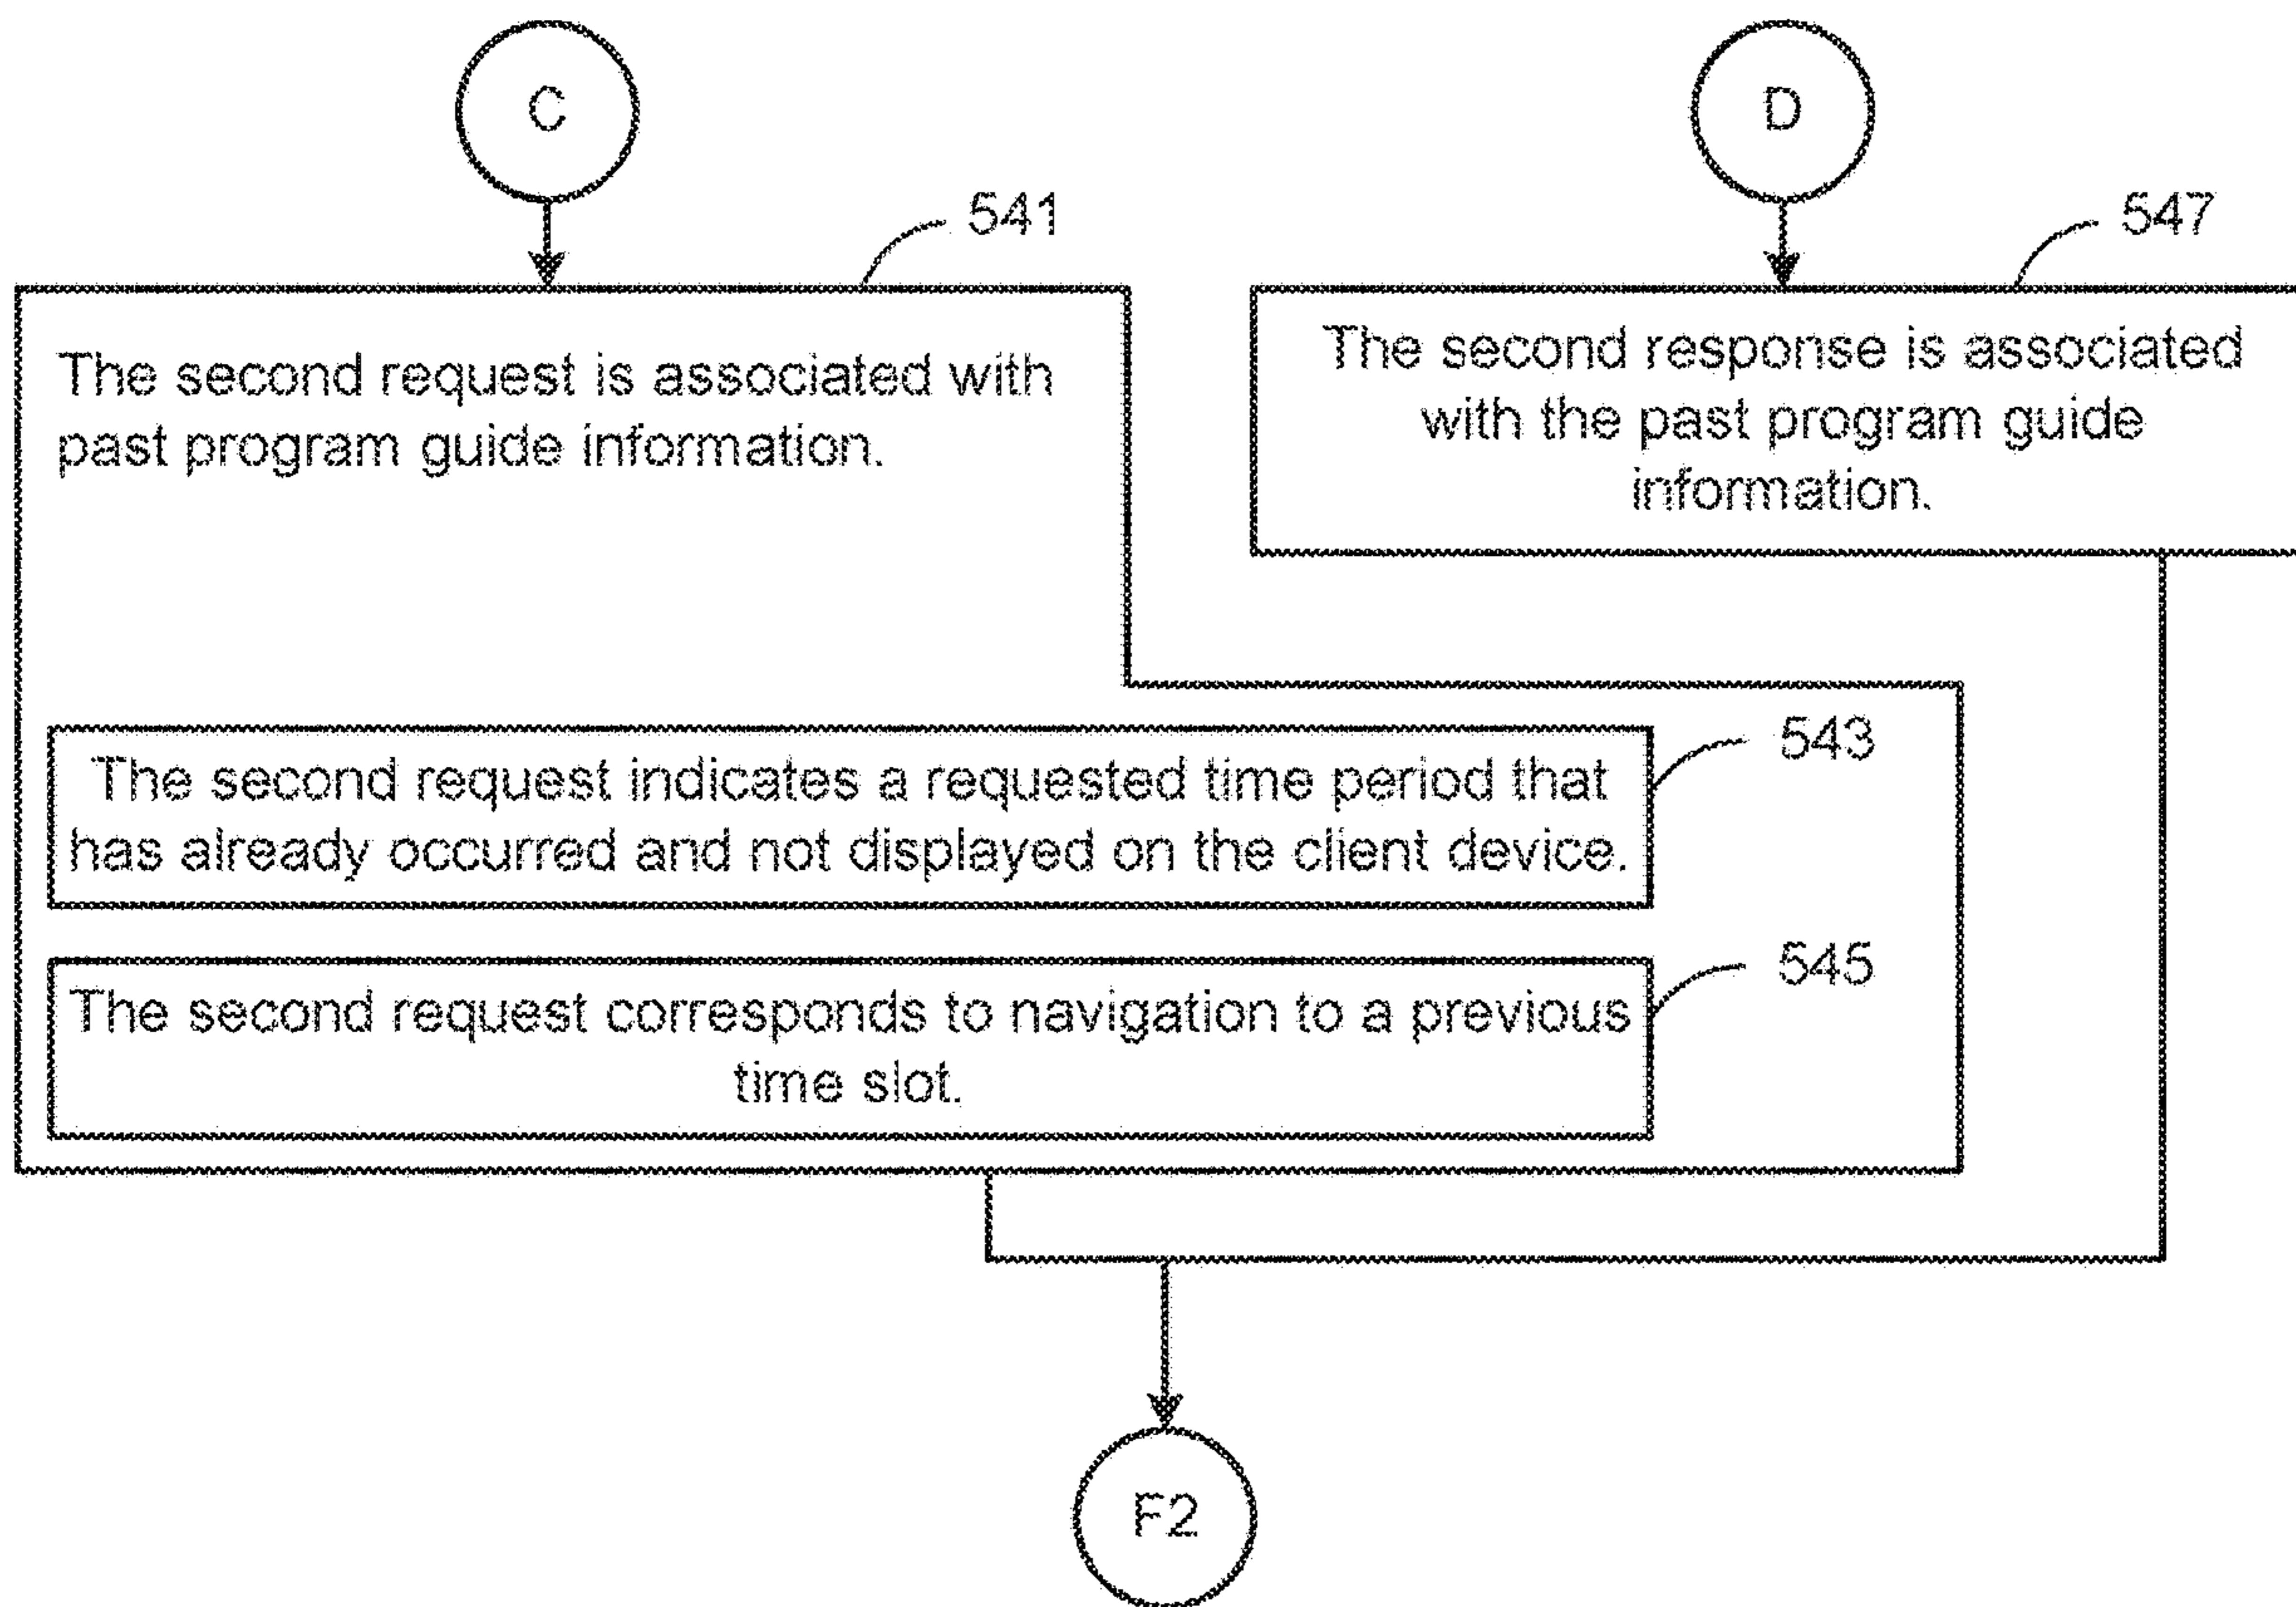 C
D
541
547
The second request is associated with
past program guide information.
The second response is associated
with the past program guide
information.
543
The second request indicates a requested time period that
has already occurred and not displayed on the client device.
545
The second request corresponds to navigation to a previous
time slot.
F2